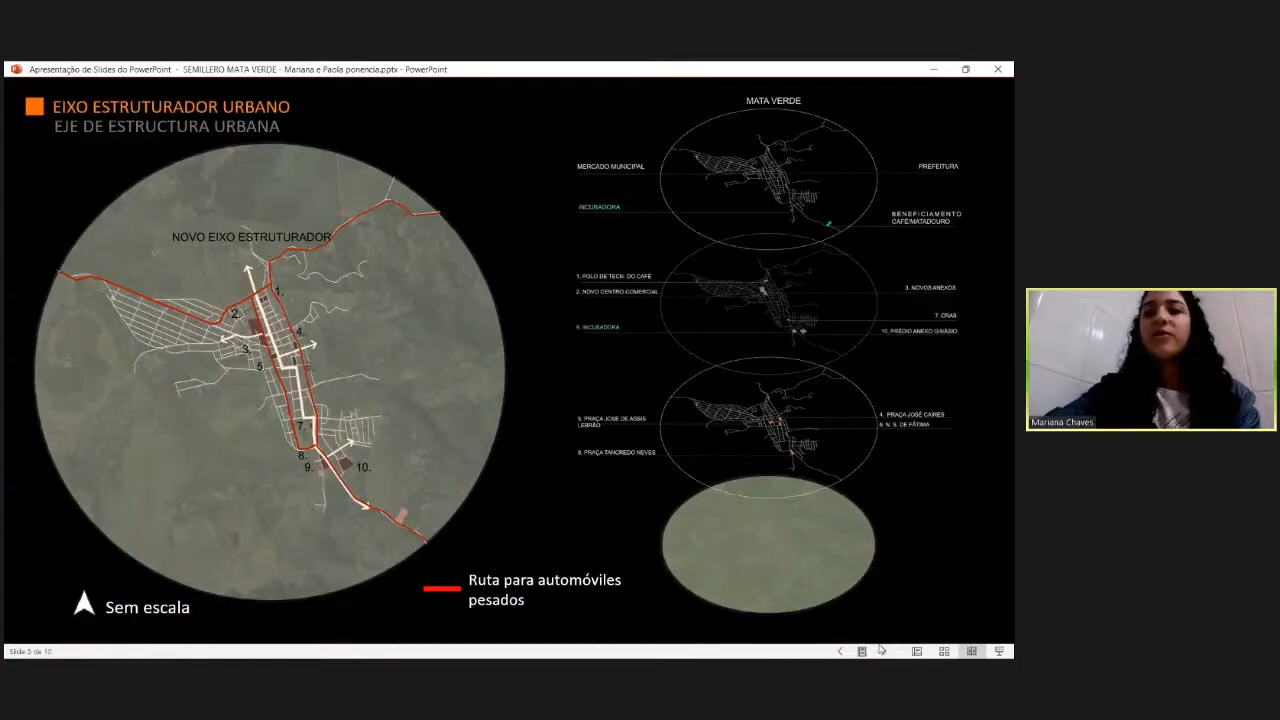 Apresentação de Slides do PowerPoint - SEMILLERO MATA VERDE - Mariana e Paola ponencia.pptx - PowerPoint
EIXO ESTRUTURADOR URBANO
EJE DE ESTRUCTURA URBANA
NOVO EIXO ESTRUTURADOR
1.
2.
4.
3.
5
7.
8.
9.
10.
Sem escala
Ruta para automóviles
pesados
MATA VERDE
MERCADO MUNICIPAL
PREFEITURA
INCUBADORA
BENEFICIAMENTO
CAFÉ/MATADOURO
1. POLO DE TECN. DO CAFÉ
2. NOVO CENTRO COMERCIAL
3. NOVOS ANEXOS
7. CRAS
9. INCUBADORA
10. PRÉDIO ANEXO GINÁSIO
5. PRAÇA JOSE DE ASSIS
LEBRÃO
4. PRAÇA JOSÉ CAIRES
6. N. S. DE FÁTIMA
8. PRAÇA TANCREDO NEVES
Mariana Chaves
Slide 5 de 10